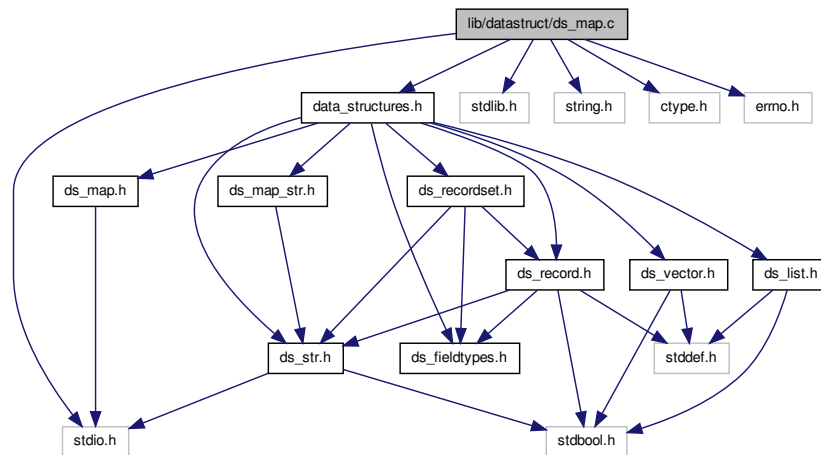 lib/datastruct/ds_map.c
data_structures.h
stdlib.h
string.h
ctype.h
errno.h
ds_map.h
ds_map_str.h
ds_recordset.h
ds_record.h
ds_vector.h
ds_list.h
ds_str.h
ds_fieldtypes.h
stddef.h
stdio.h
stdbool.h